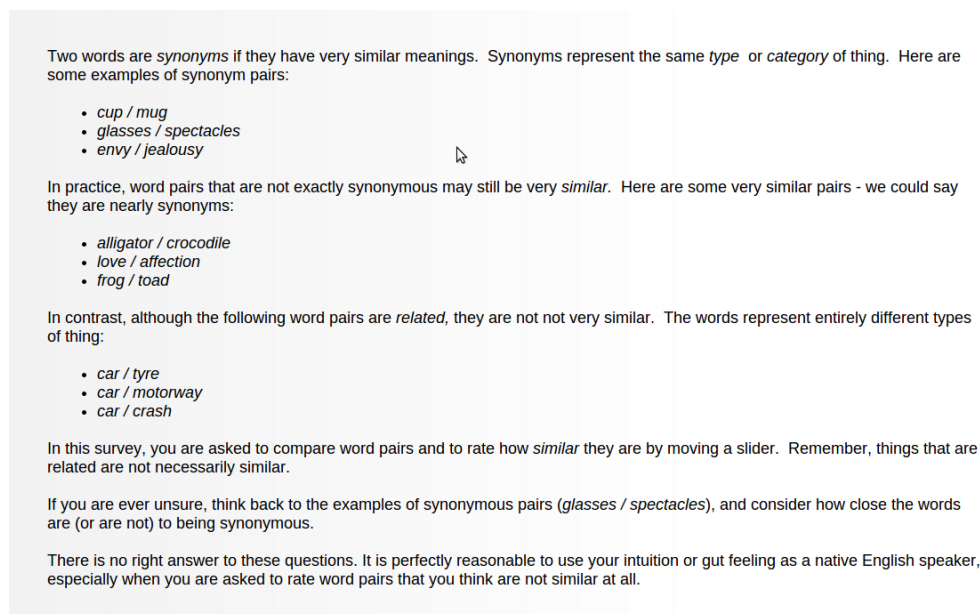 Two words are synonyms if they have very similar meanings. Synonyms represent the same type or category of thing. Here are
some examples of synonym pairs:
• cup / mug
• glasses / spectacles
• envy / jealousy
In practice, word pairs that are not exactly synonymous may still be very similar. Here are some very similar pairs - we could say
they are nearly synonyms:
• alligator / crocodile
• love / affection
• frog / toad
In contrast, although the following word pairs are related, they are not not very similar. The words represent entirely different types
of thing:
• car / tyre
• car / motorway
• car / crash
In this survey, you are asked to compare word pairs and to rate how similar they are by moving a slider. Remember, things that are
related are not necessarily similar.
If you are ever unsure, think back to the examples of synonymous pairs (glasses / spectacles), and consider how close the words
are (or are not) to being synonymous.
There is no right answer to these questions. It is perfectly reasonable to use your intuition or gut feeling as a native English speaker,
especially when you are asked to rate word pairs that you think are not similar at all.